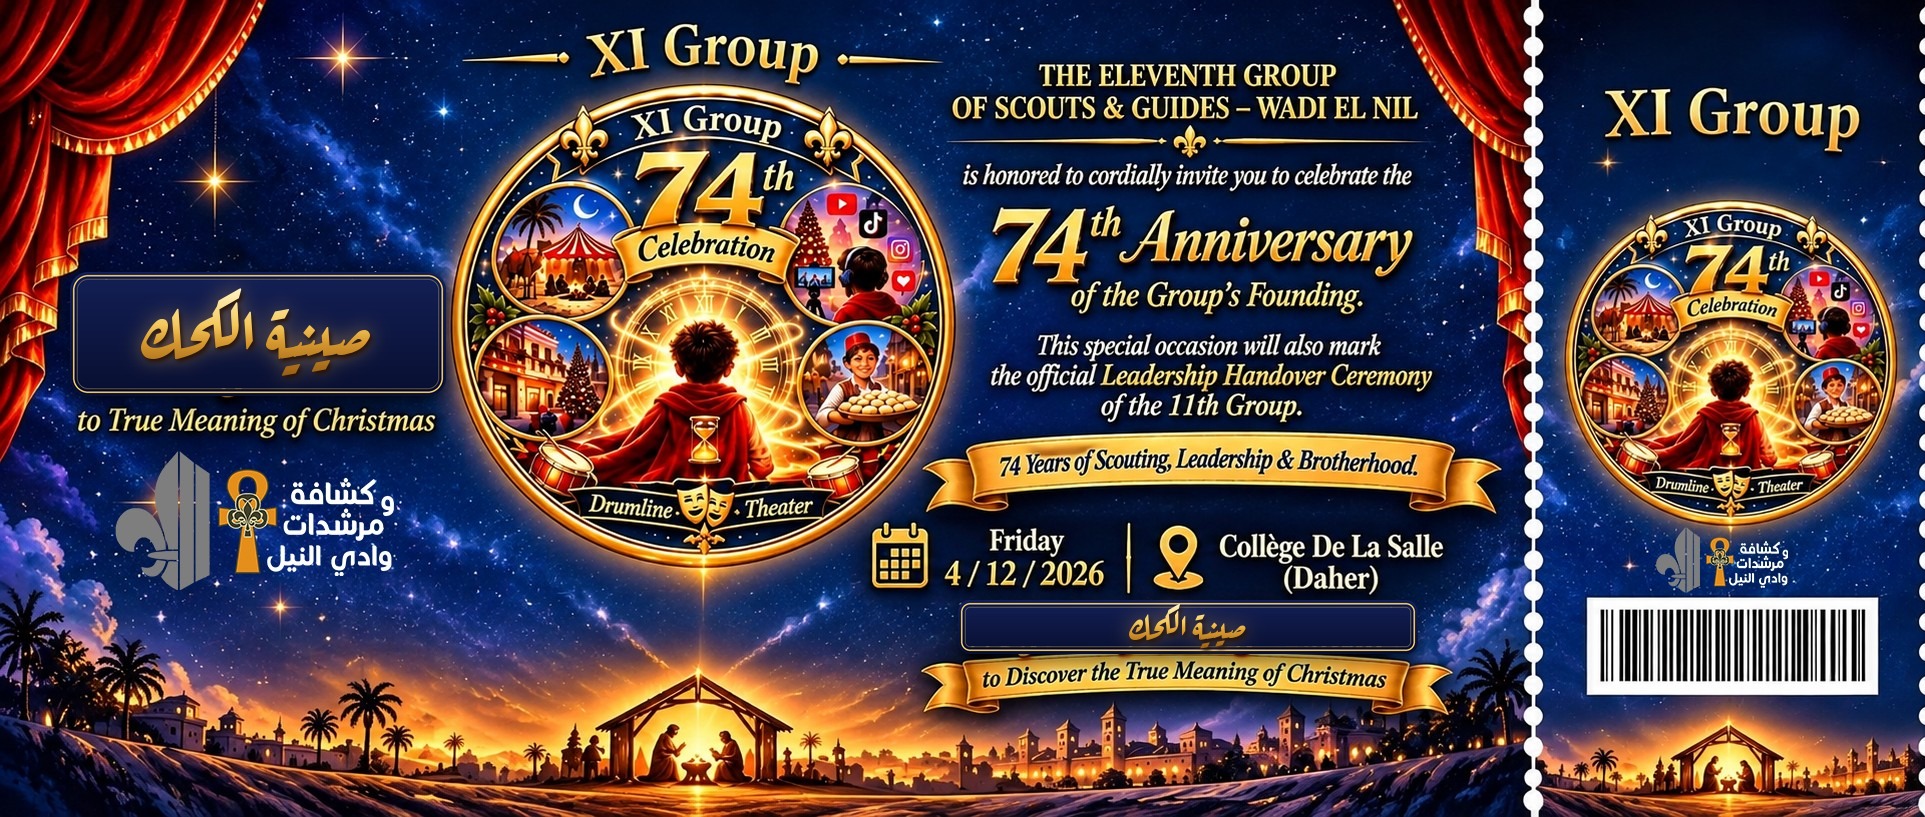 XI Group
XI Group
74th
Celebration
Drumline
Theater
صينية الكحك
to True Meaning of Christmas
و كشافة
مرشدات
وادي النيل
THE ELEVENTH GROUP
OF SCOUTS & GUIDES – WADI EL NIL
is honored to cordially invite you to celebrate the
74th Anniversary
of the Group's Founding.
This special occasion will also mark
the official Leadership Handover Ceremony
of the 11th Group.
74 Years of Scouting, Leadership & Brotherhood.
Friday
4 / 12 / 2026
Collège De La Salle
(Daher)
صينية الكحك
to Discover the True Meaning of Christmas
XI Group
XI Group
74th
Celebration
Drumline
Theater
و كشافة
مرشدات
وادي النيل